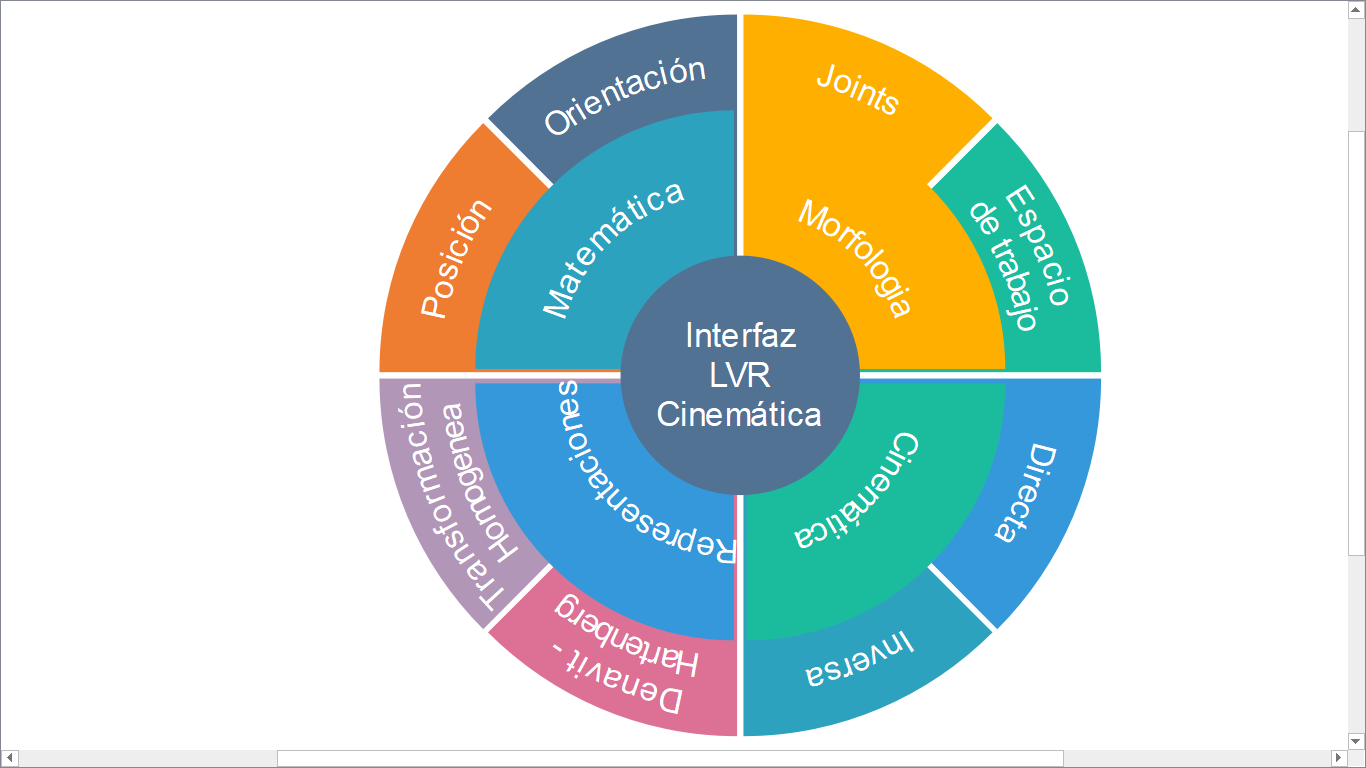 Orientación
Joints
Posición
Matemática
Morfologia
Espacio
de trabajo
Interfaz
LVR
Cinemática
Transformación
Homogenea
Representaciones
Cinemática
Directa
Denavit -
Hartenberg
Inversa